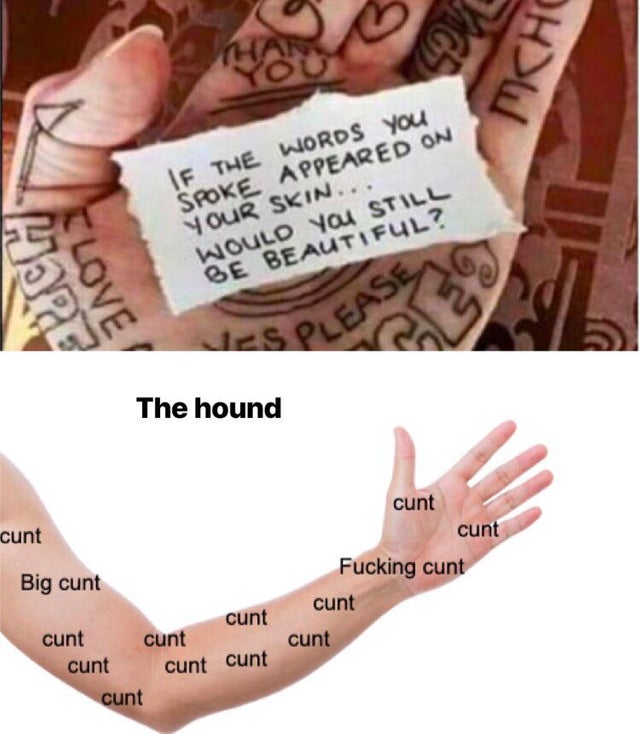 THANK
YOU
IF THE WORDS YOU
SPOKE APPEARED ON
YOUR SKIN...
WOULD YOU STILL
BE BEAUTIFUL?
LOVE
HOPE
YES PLEASE
The hound
cunt
cunt
cunt
Fucking cunt
Big cunt
cunt
cunt
cunt
cunt
cunt
cunt
cunt
cunt
cunt